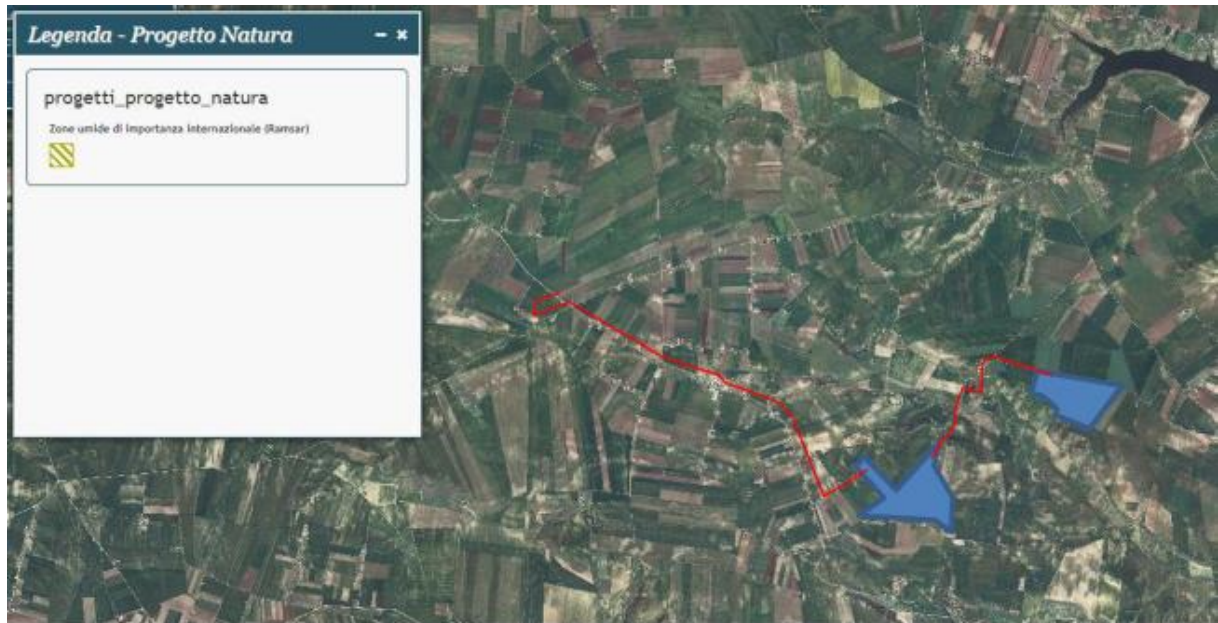 Legenda - Progetto Natura
progetti_progetto_natura
Zone umide di importanza internazionale (Ramsar)